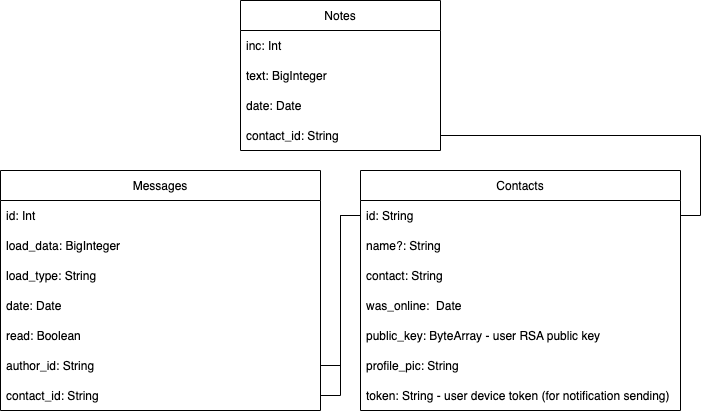 Notes
inc: Int
text: BigInteger
date: Date
contact_id: String
Messages
id: Int
load_data: BigInteger
load_type: String
date: Date
read: Boolean
author_id: String
contact_id: String
Contacts
id: String
name?: String
contact: String
was_online:  Date
public_key: ByteArray - user RSA public key
profile_pic: String
token: String - user device token (for notification sending)